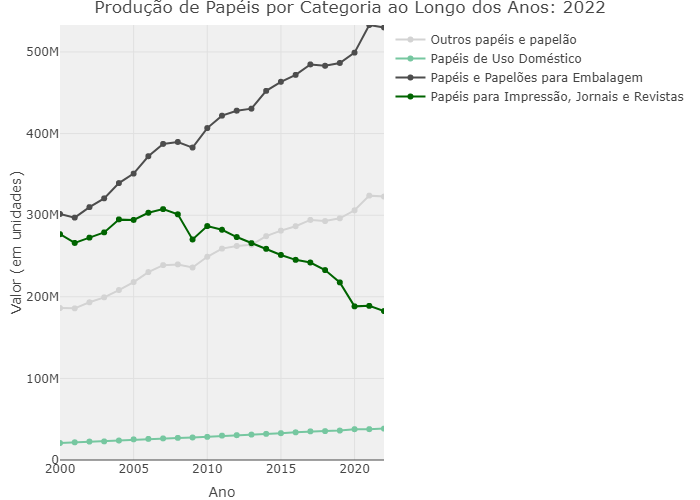 Produção de Papéis por Categoria ao Longo dos Anos: 2022
Outros papéis e papelão
Papéis de Uso Doméstico
Papéis e Papelões para Embalagem
Papéis para Impressão, Jornais e Revistas
Valor (em unidades)
500M
400M
300M
200M
100M
0
2000 2005 2010 2015 2020
Ano